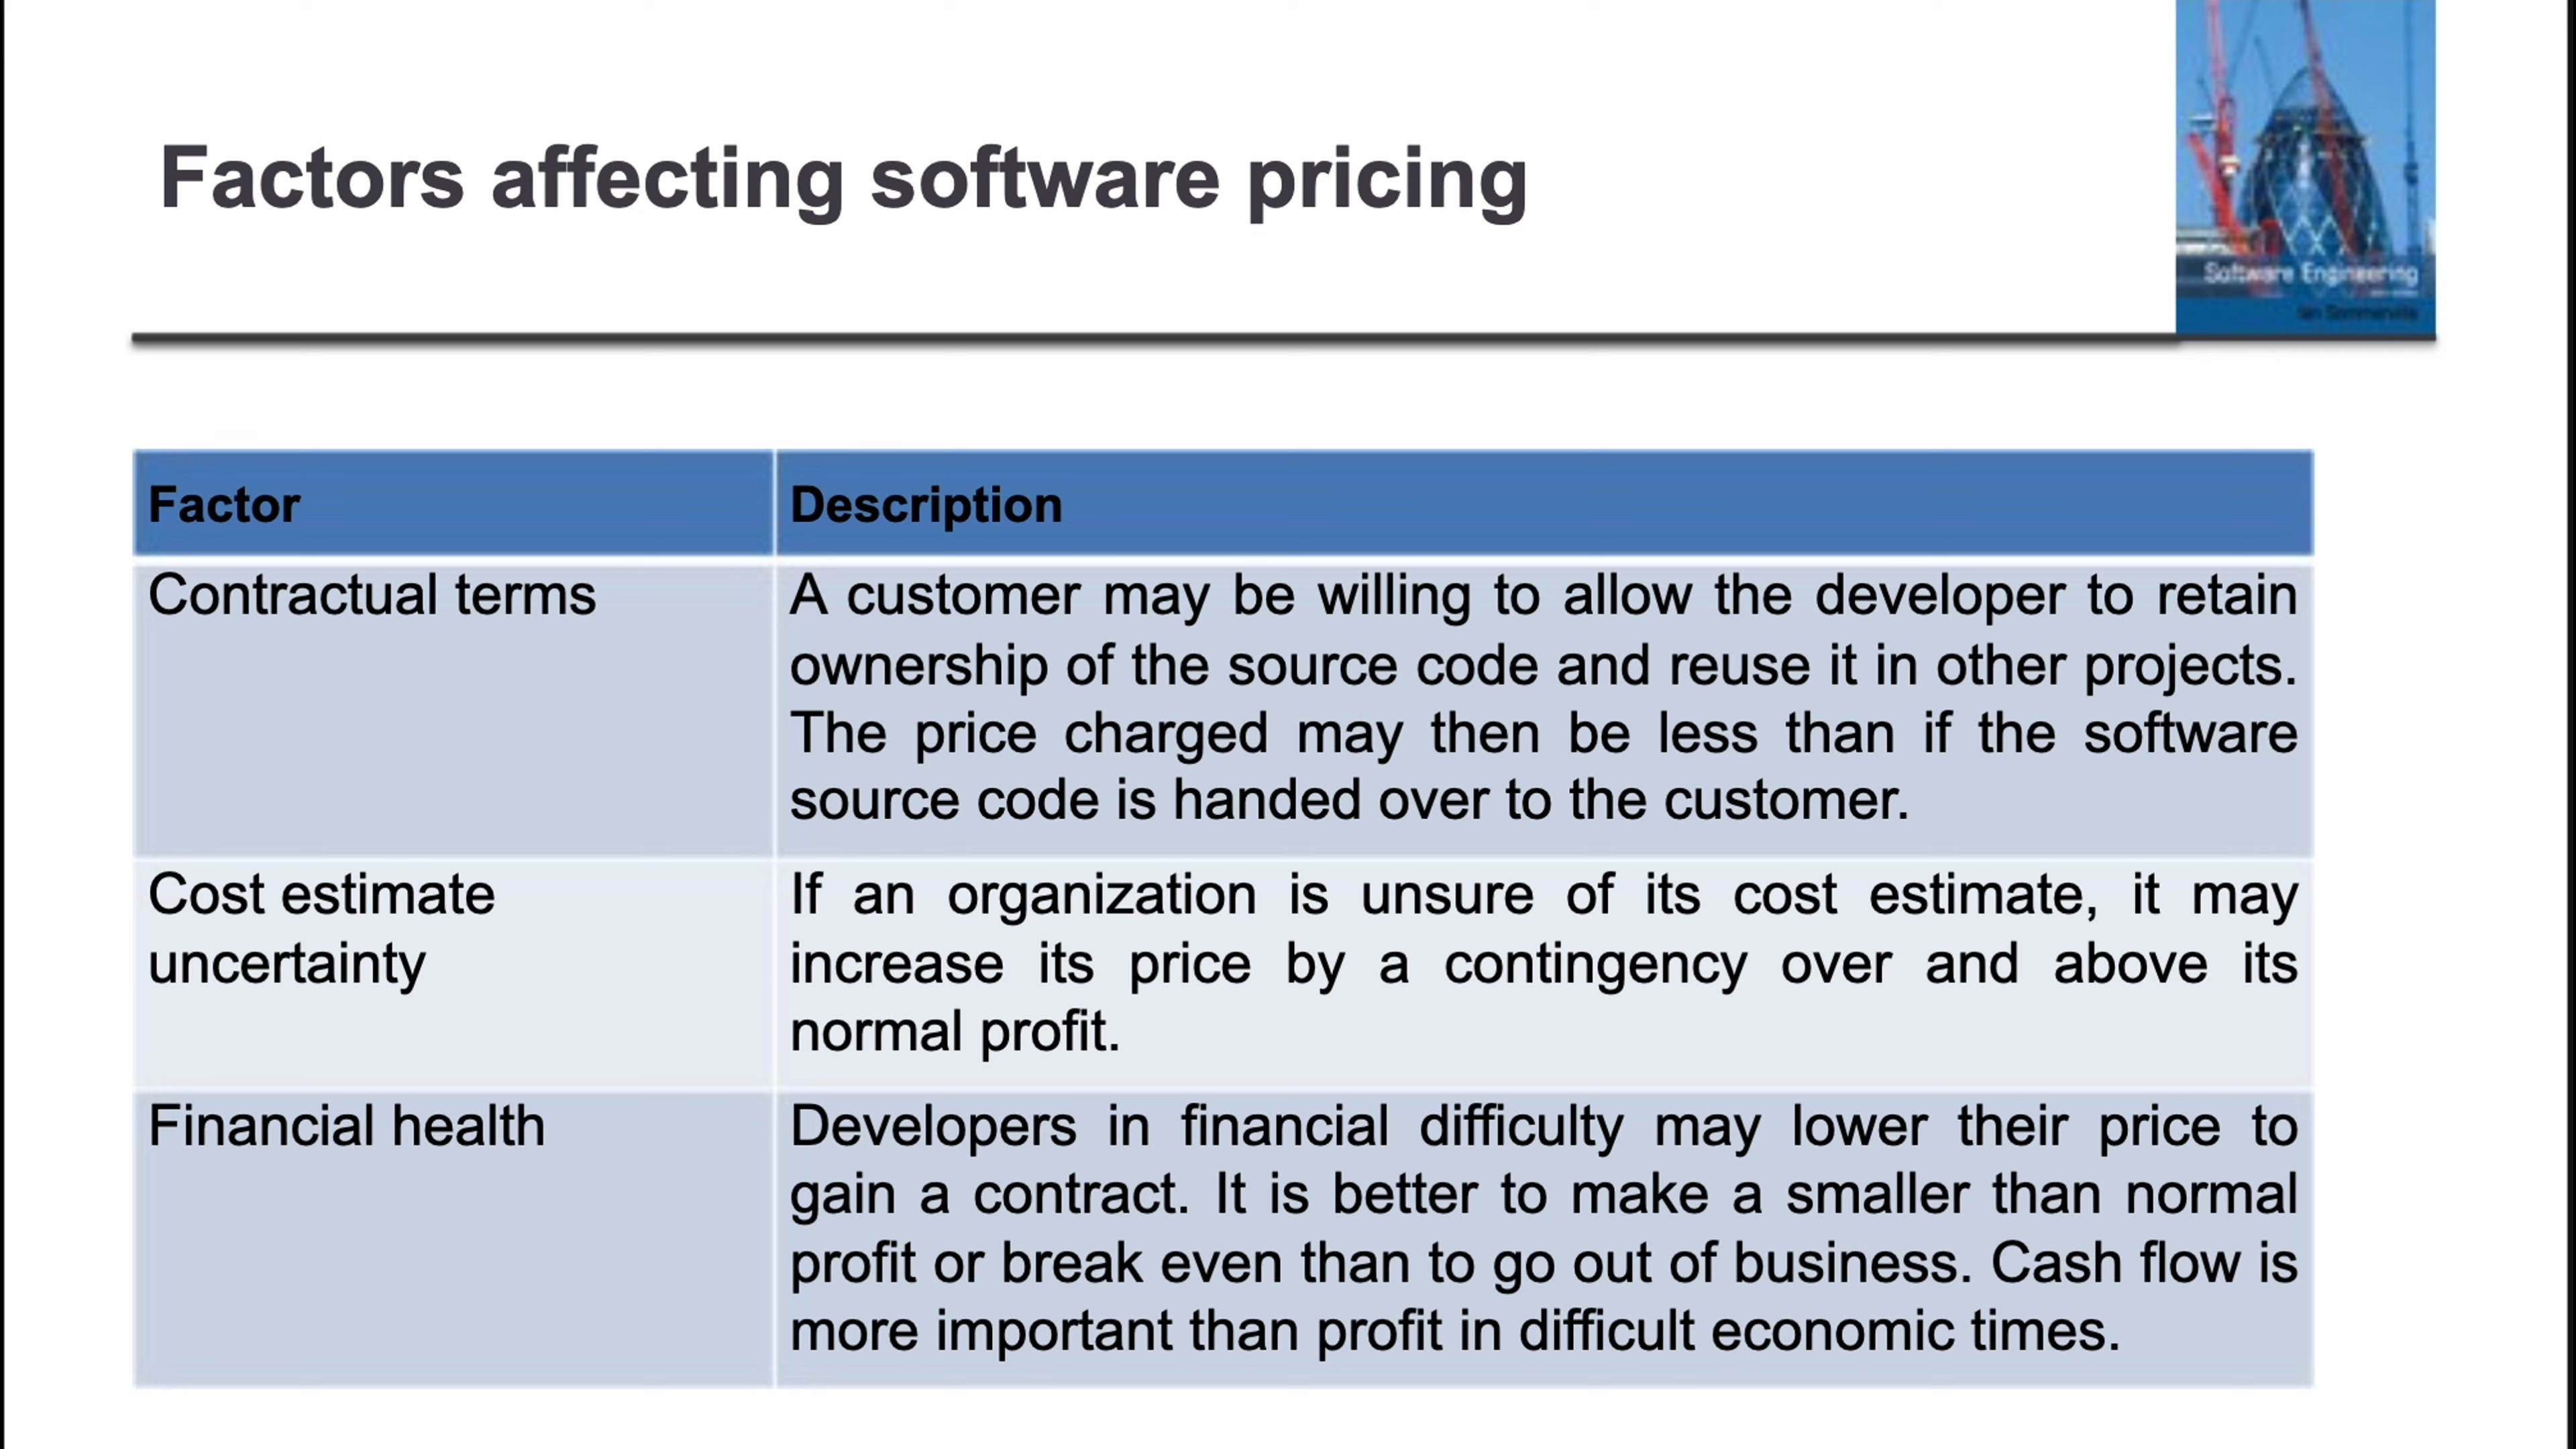 Factors affecting software pricing
Software Engineering
Ian Sommerville
Factor
Description
Contractual terms
A customer may be willing to allow the developer to retain
ownership of the source code and reuse it in other projects.
The price charged may then be less than if the software
source code is handed over to the customer.
Cost estimate
uncertainty
If an organization is unsure of its cost estimate, it may
increase its price by a contingency over and above its
normal profit.
Financial health
Developers in financial difficulty may lower their price to
gain a contract. It is better to make a smaller than normal
profit or break even than to go out of business. Cash flow is
more important than profit in difficult economic times.